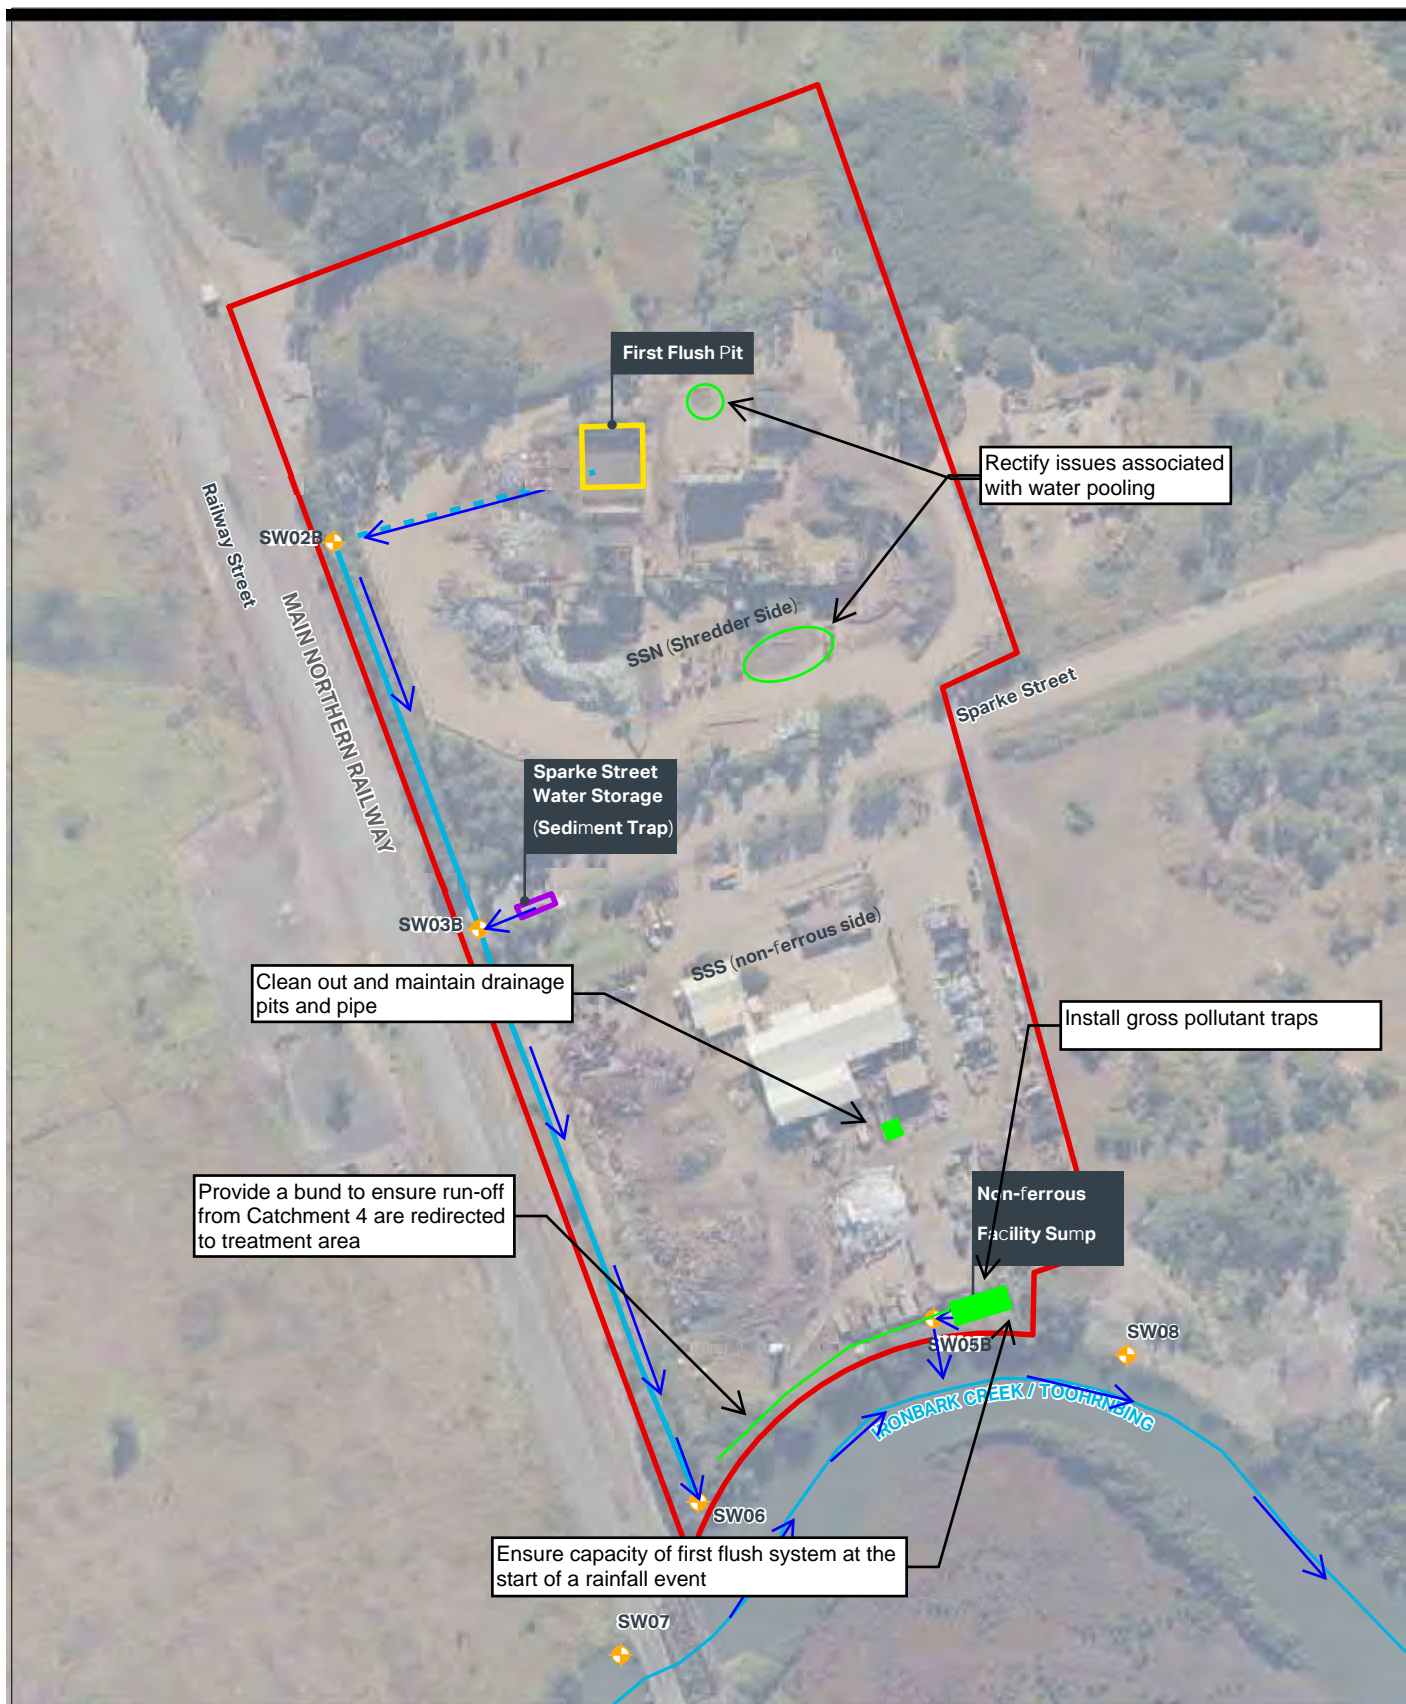 First Flush Pit
Rectify issues associated
with water pooling
Railway Street
SW02B
MAIN NORTHERN RAILWAY
SSN (Shredder Side)
Sparke Street
Sparke Street
Water Storage
(Sediment Trap)
SW03B
SSS (non-ferrous side)
Clean out and maintain drainage
pits and pipe
Install gross pollutant traps
Provide a bund to ensure run-off
from Catchment 4 are redirected
to treatment area
Non-ferrous
Facility Sump
SW05B
SW08
IRONBARK CREEK / TOOHRNBING
SW06
Ensure capacity of first flush system at the
start of a rainfall event
SW07